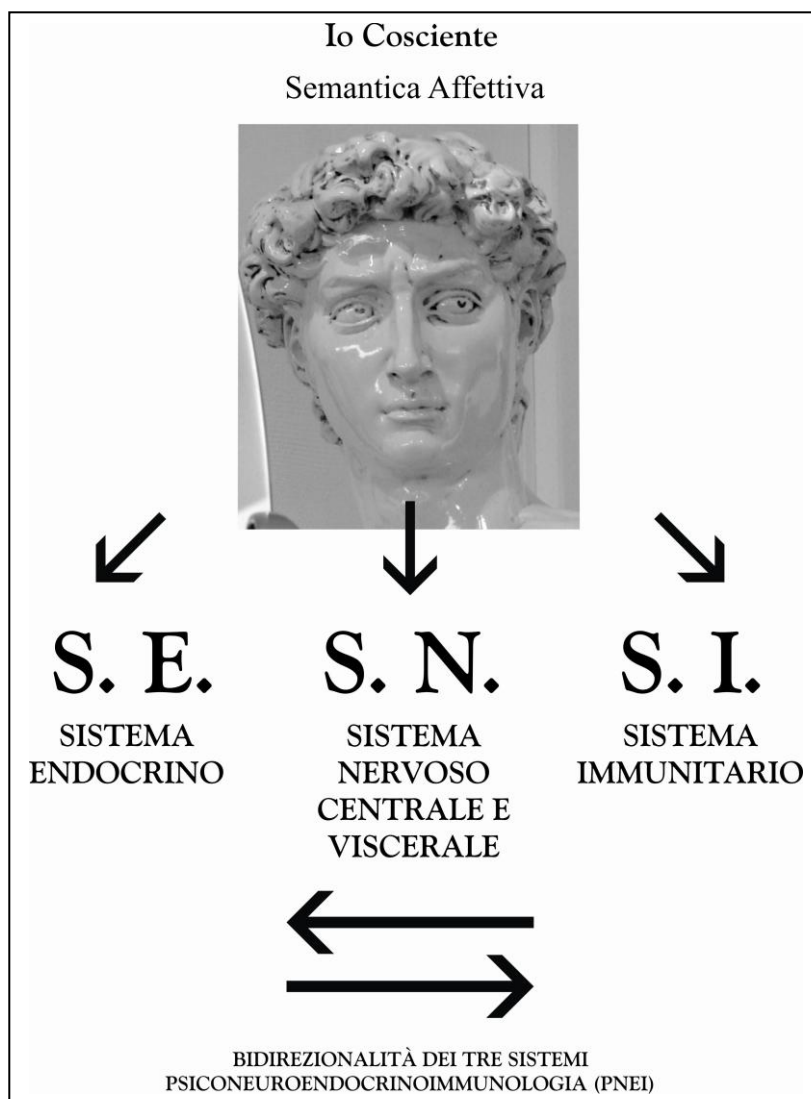 Io Cosciente
Semantica Affettiva
S. E.
SISTEMA
ENDOCRINO
S. N.
SISTEMA
NERVOSO
CENTRALE E
VISCERALE
S. I.
SISTEMA
IMMUNITARIO
BIDIREZIONALITÀ DEI TRE SISTEMI
PSICONEUROENDOCRINOIMMUNOLOGIA (PNEI)